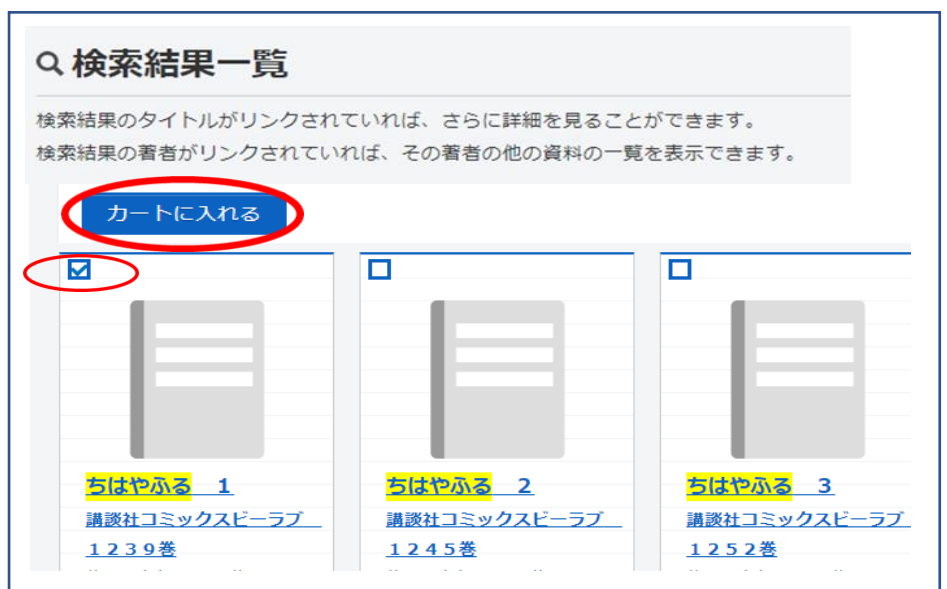 検索結果一覧
検索結果のタイトルがリンクされていれば、さらに詳細を見ることができます。
検索結果の著者がリンクされていれば、その著者の他の資料の一覧を表示できます。
カートに入れる
ちはやふる　1
講談社コミックスビーラブ
１２３９巻
ちはやふる　2
講談社コミックスビーラブ
１２４５巻
ちはやふる　3
講談社コミックスビーラブ
１２５２巻